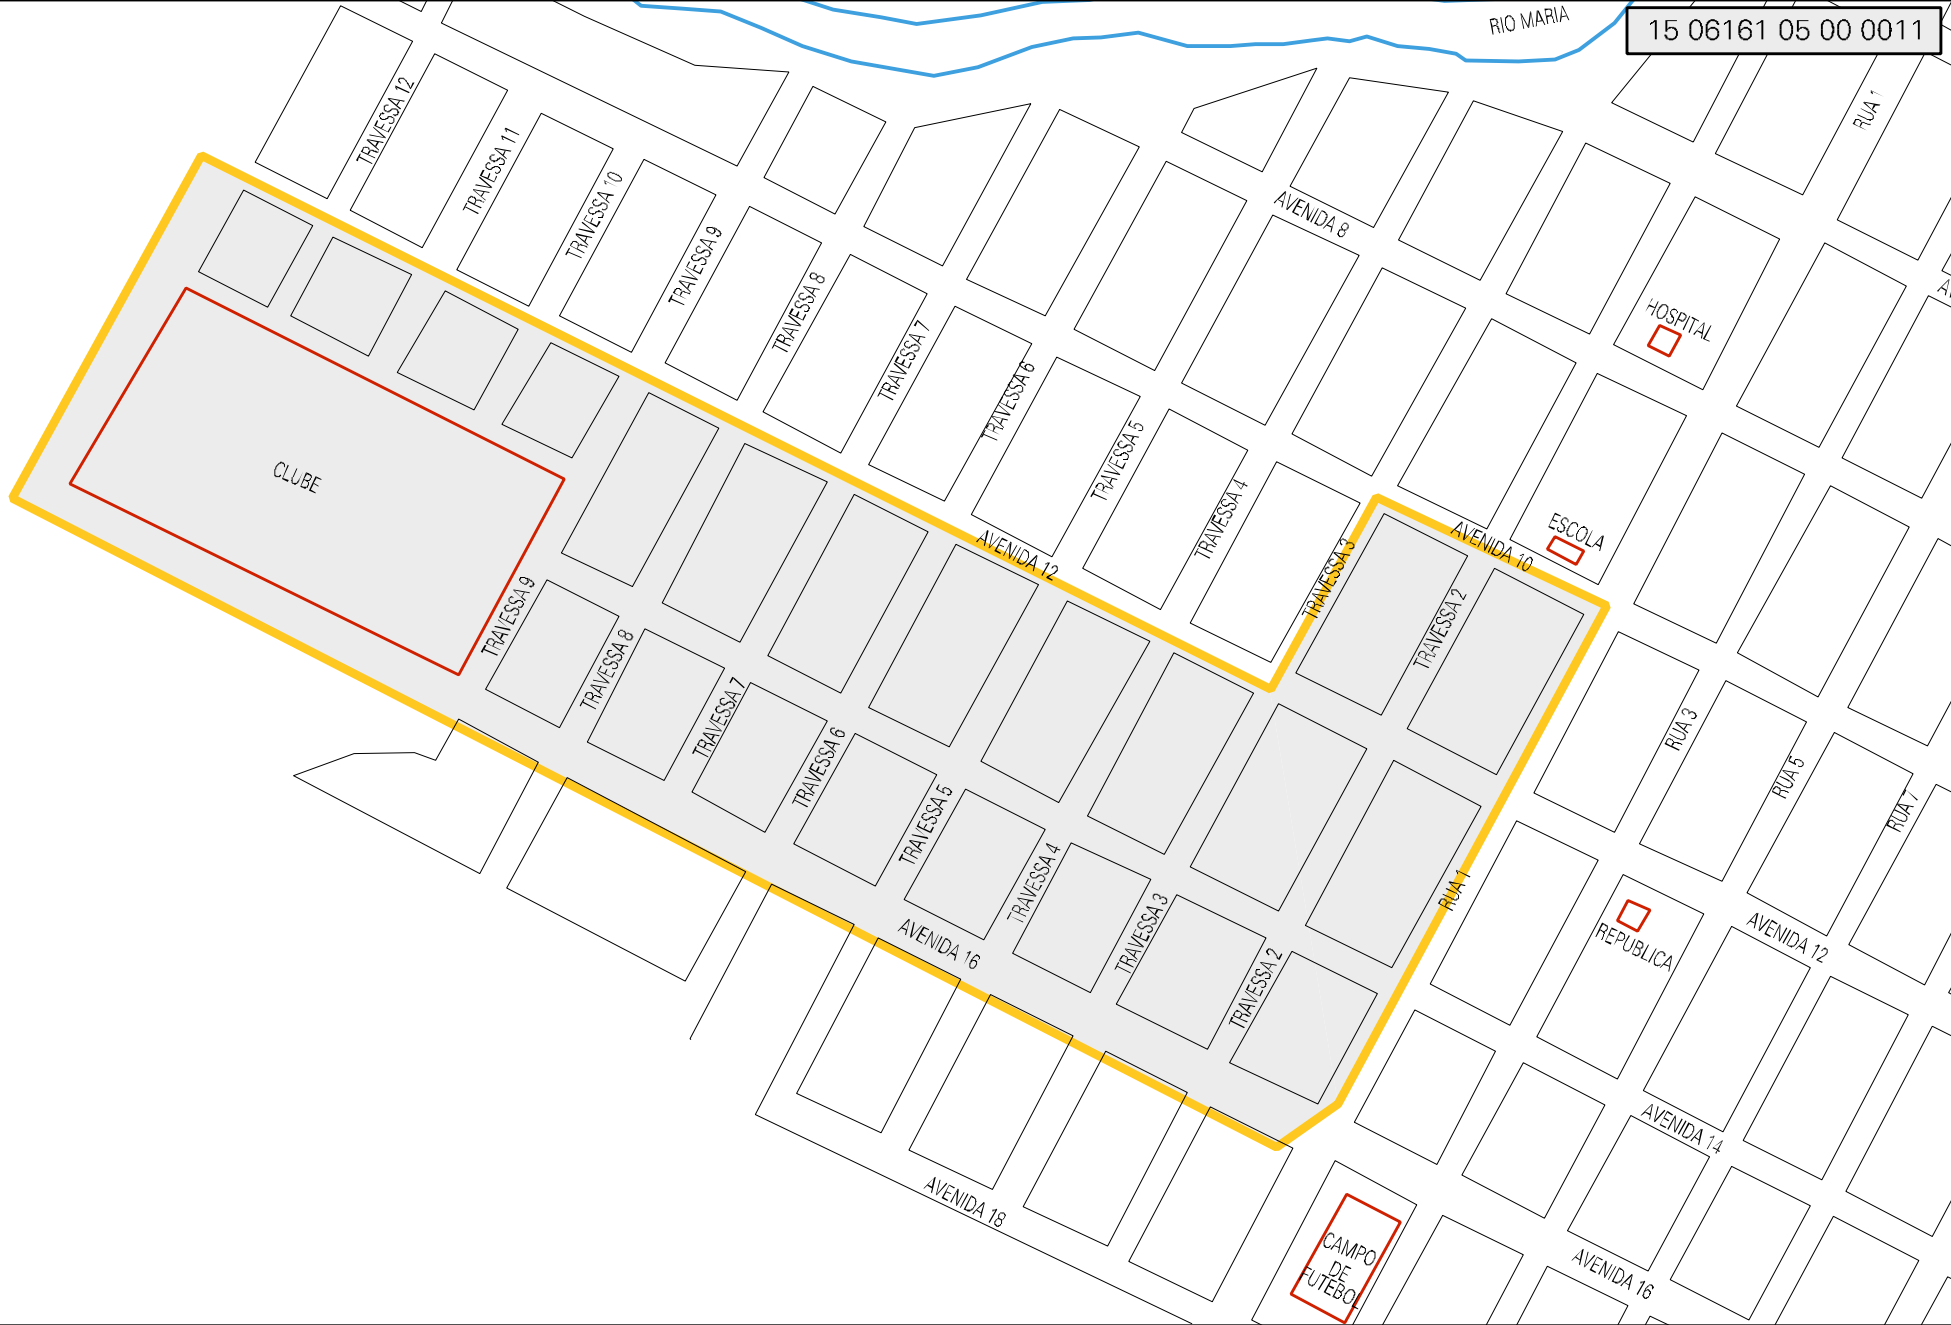 RIO MARIA
15 06161 05 00 0011
TRAVESSA 12
RUA 1
TRAVESSA 11
TRAVESSA 10
AVENIDA 8
TRAVESSA 9
TRAVESSA 8
HOSPITAL
TRAVESSA 7
TRAVESSA 6
TRAVESSA 5
CLUBE
TRAVESSA 4
ESCOLA
AVENIDA 10
AVENIDA 12
TRAVESSA 3
TRAVESSA 9
TRAVESSA 2
TRAVESSA 8
TRAVESSA 7
RUA 3
TRAVESSA 6
RUA 5
RUA 7
TRAVESSA 5
TRAVESSA 4
RUA 1
TRAVESSA 3
AVENIDA 16
REPUBLICA
AVENIDA 12
TRAVESSA 2
AVENIDA 14
AVENIDA 18
CAMPO
DE
FUTEBOL
AVENIDA 16